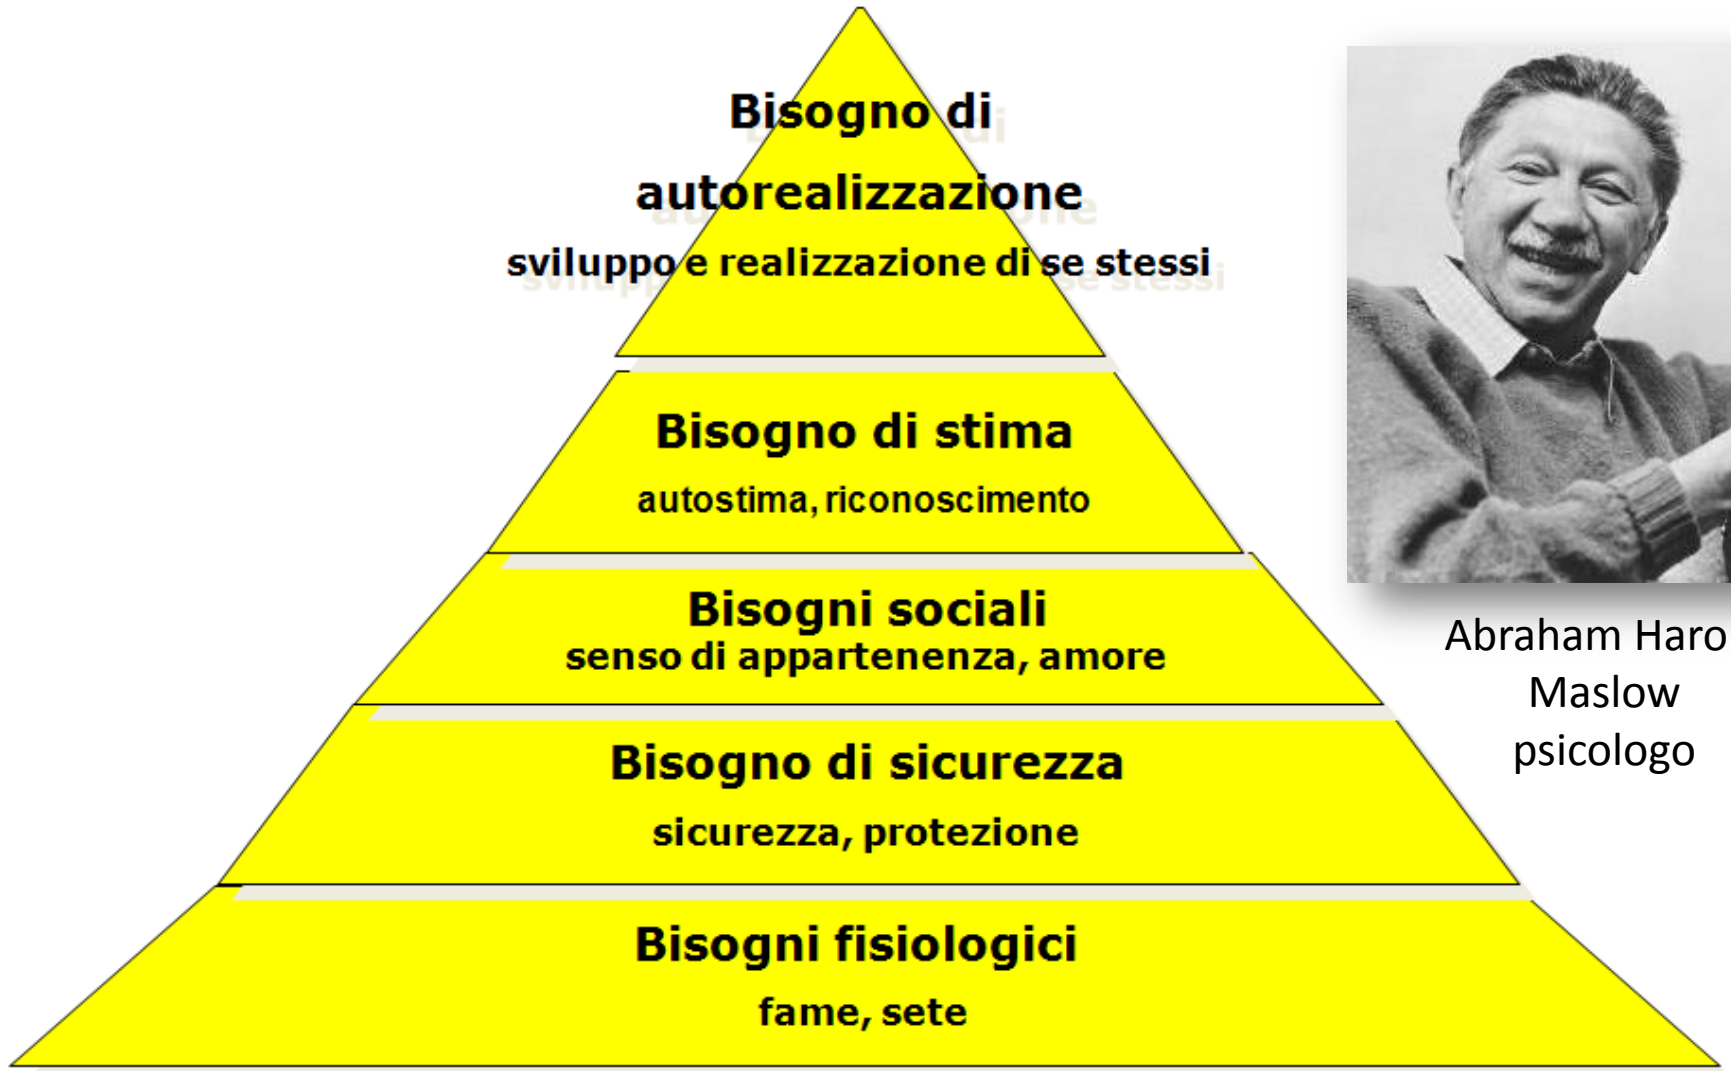 Bisogno di
autorealizzazione
sviluppo e realizzazione di se stessi
Bisogno di stima
autostima, riconoscimento
Bisogni sociali
senso di appartenenza, amore
Bisogno di sicurezza
sicurezza, protezione
Bisogni fisiologici
fame, sete
Abraham Haro
Maslow
psicologo